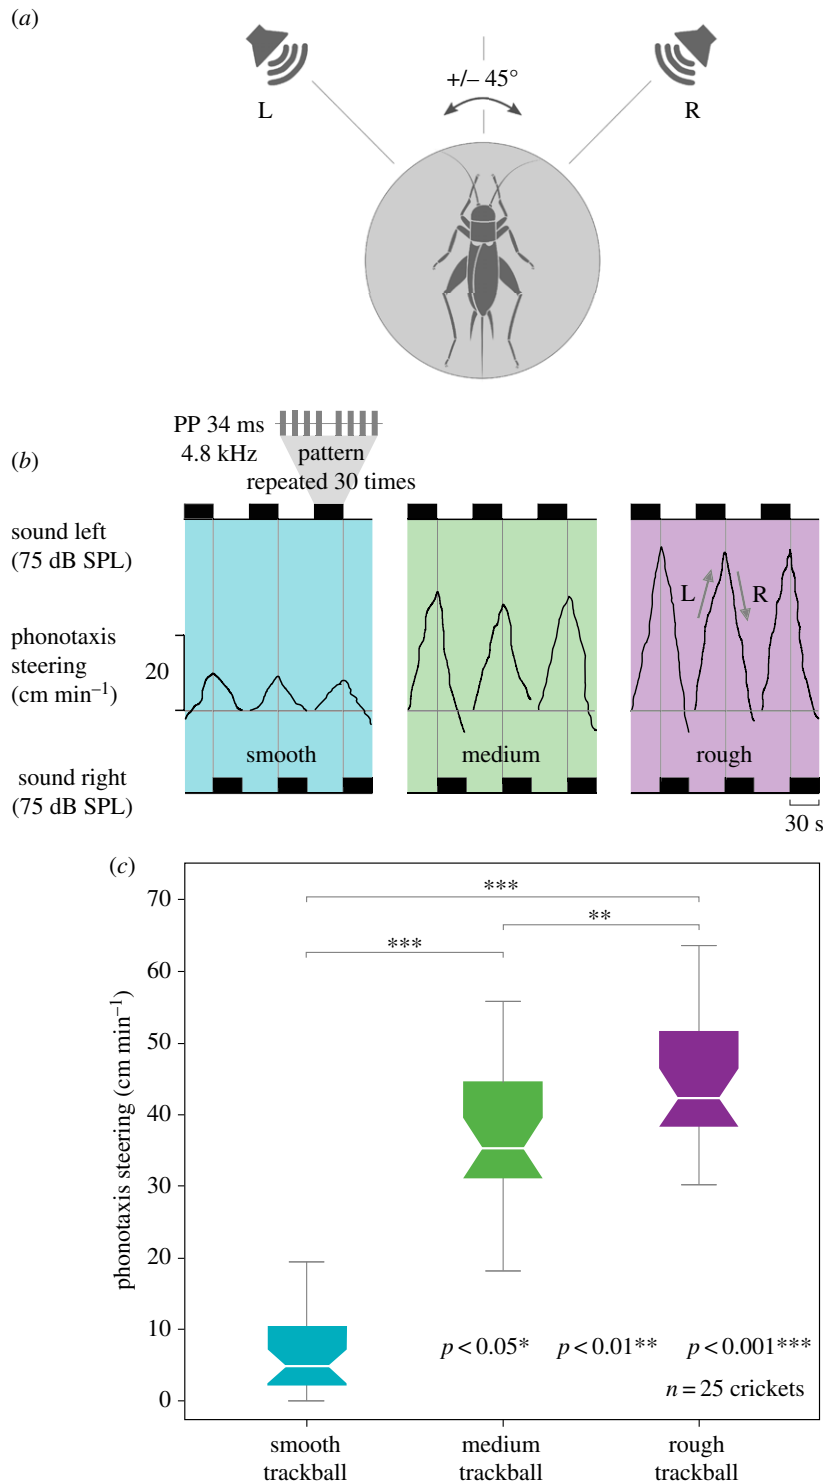 (a)
+/– 45°
L
R
PP 34 ms
4.8 kHz
pattern
repeated 30 times
(b)
sound left
(75 dB SPL)
L
R
phonotaxis
steering
(cm min⁻¹)
20
smooth
medium
rough
sound right
(75 dB SPL)
30 s
(c)
70
60
50
40
30
20
10
0
phonotaxis steering (cm min⁻¹)
***
**
***
p < 0.05* p < 0.01** p < 0.001***
n = 25 crickets
smooth
trackball
medium
trackball
rough
trackball